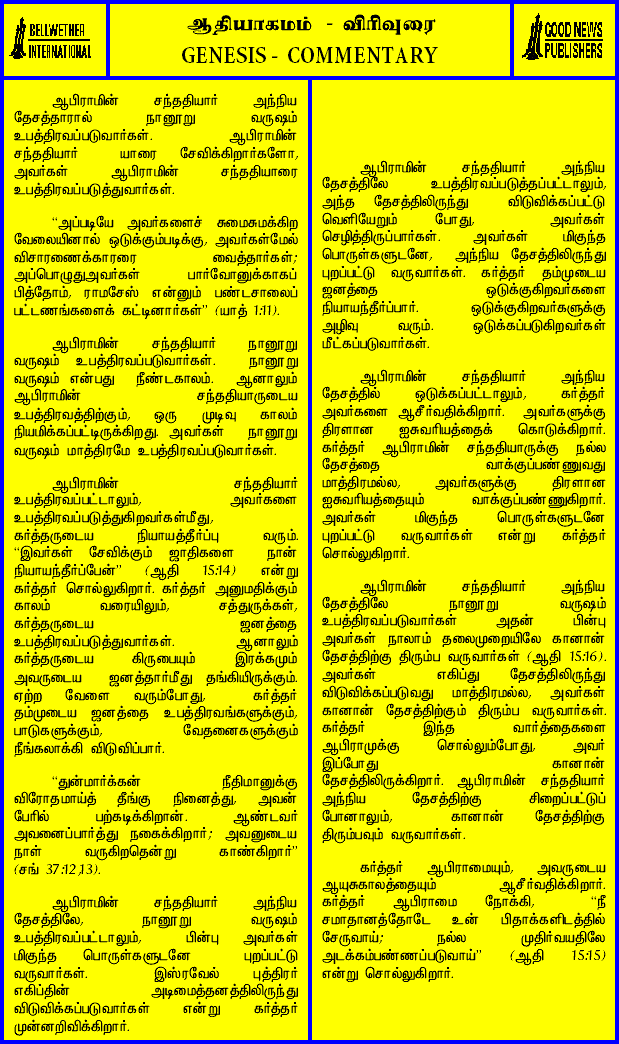 BELLWETHER
INTERNATIONAL
ஆதியாகமம் - விரிவுரை
GENESIS - COMMENTARY
GOOD NEWS
PUBLISHERS
ஆபிராமின் சந்ததியார் அந்நிய
தேசத்தாரால் நானூறு வருஷம்
உபத்திரவப்படுவார்கள். ஆபிராமின்
சந்ததியார் யாரை சேவிக்கிறார்களோ,
அவர்கள் ஆபிராமின் சந்ததியாரை
உபத்திரவப்படுத்துவார்கள்.
“அப்படியே அவர்களைச் சுமைசுமக்கிற
வேலையினால் ஒடுக்கும்படிக்கு, அவர்கள்மேல்
விசாரணைக்காரரை வைத்தார்கள்;
அப்பொழுதுஅவர்கள் பார்வோனுக்காகப்
பித்தோம், ராமசேஸ் என்னும் பண்டசாலைப்
பட்டணங்களைக் கட்டினார்கள்” (யாத் 1:11).
ஆபிராமின் சந்ததியார் நானூறு
வருஷம் உபத்திரவப்படுவார்கள். நானூறு
வருஷம் என்பது நீண்டகாலம். ஆனாலும்
ஆபிராமின் சந்ததியாருடைய
உபத்திரவத்திற்கும், ஒரு முடிவு காலம்
நியமிக்கப்பட்டிருக்கிறது. அவர்கள் நானூறு
வருஷம் மாத்திரமே உபத்திரவப்படுவார்கள்.
ஆபிராமின் சந்ததியார்
உபத்திரவப்பட்டாலும், அவர்களை
உபத்திரவப்படுத்துகிறவர்கள்மீது,
கர்த்தருடைய நியாயத்தீர்ப்பு வரும்.
“இவர்கள் சேவிக்கும் ஜாதிகளை நான்
நியாயந்தீர்ப்பேன்” (ஆதி 15:14) என்று
கர்த்தர் சொல்லுகிறார். கர்த்தர் அனுமதிக்கும்
காலம் வரையிலும், சத்துருக்கள்,
கர்த்தருடைய ஜனத்தை
உபத்திரவப்படுத்துவார்கள். ஆனாலும்
கர்த்தருடைய கிருபையும் இரக்கமும்
அவருடைய ஜனத்தார்மீது தங்கியிருக்கும்.
ஏற்ற வேளை வரும்போது, கர்த்தர்
தம்முடைய ஜனத்தை உபத்திரவங்களுக்கும்,
பாடுகளுக்கும், வேதனைகளுக்கும்
நீங்கலாக்கி விடுவிப்பார்.
“துன்மார்க்கன் நீதிமானுக்கு
விரோதமாய்த் தீங்கு நினைத்து, அவன்
பேரில் பற்கடிக்கிறான். ஆண்டவர்
அவனைப்பார்த்து நகைக்கிறார்; அவனுடைய
நாள் வருகிறதென்று காண்கிறார்”
(சங் 37:12,13).
ஆபிராமின் சந்ததியார் அந்நிய
தேசத்திலே, நானூறு வருஷம்
உபத்திரவப்பட்டாலும், பின்பு அவர்கள்
மிகுந்த பொருள்களுடனே புறப்பட்டு
வருவார்கள். இஸ்ரவேல் புத்திரர்
எகிப்தின் அடிமைத்தனத்திலிருந்து
விடுவிக்கப்படுவார்கள் என்று கர்த்தர்
முன்னறிவிக்கிறார்.
ஆபிராமின் சந்ததியார் அந்நிய
தேசத்திலே உபத்திரவப்படுத்தப்பட்டாலும்,
அந்த தேசத்திலிருந்து விடுவிக்கப்பட்டு
வெளியேறும் போது, அவர்கள்
செழித்திருப்பார்கள். அவர்கள் மிகுந்த
பொருள்களுடனே, அந்நிய தேசத்திலிருந்து
புறப்பட்டு வருவார்கள். கர்த்தர் தம்முடைய
ஜனத்தை ஒடுக்குகிறவர்களை
நியாயந்தீர்ப்பார். ஒடுக்குகிறவர்களுக்கு
அழிவு வரும். ஒடுக்கப்படுகிறவர்கள்
மீட்கப்படுவார்கள்.
ஆபிராமின் சந்ததியார் அந்நிய
தேசத்தில் ஒடுக்கப்பட்டாலும், கர்த்தர்
அவர்களை ஆசீர்வதிக்கிறார். அவர்களுக்கு
திரளான ஐசுவரியத்தைக் கொடுக்கிறார்.
கர்த்தர் ஆபிராமின் சந்ததியாருக்கு நல்ல
தேசத்தை வாக்குப்பண்ணுவது
மாத்திரமல்ல, அவர்களுக்கு திரளான
ஐசுவரியத்தையும் வாக்குப்பண்ணுகிறார்.
அவர்கள் மிகுந்த பொருள்களுடனே
புறப்பட்டு வருவார்கள் என்று கர்த்தர்
சொல்லுகிறார்.
ஆபிராமின் சந்ததியார் அந்நிய
தேசத்திலே நானூறு வருஷம்
உபத்திரவப்படுவார்கள் அதன் பின்பு
அவர்கள் நாலாம் தலைமுறையிலே கானான்
தேசத்திற்கு திரும்ப வருவார்கள் (ஆதி 15:16).
அவர்கள் எகிப்து தேசத்திலிருந்து
விடுவிக்கப்படுவது மாத்திரமல்ல, அவர்கள்
கானான் தேசத்திற்கும் திரும்ப வருவார்கள்.
கர்த்தர் இந்த வார்த்தைகளை
ஆபிராமுக்கு சொல்லும்போது, அவர்
இப்போது கானான்
தேசத்திலிருக்கிறார். ஆபிராமின் சந்ததியார்
அந்நிய தேசத்திற்கு சிறைப்பட்டுப்
போனாலும், கானான் தேசத்திற்கு
திரும்பவும் வருவார்கள்.
கர்த்தர் ஆபிராமையும், அவருடைய
ஆயுசுகாலத்தையும் ஆசீர்வதிக்கிறார்.
கர்த்தர் ஆபிராமை நோக்கி, “நீ
சமாதானத்தோடே உன் பிதாக்களிடத்தில்
சேருவாய்; நல்ல முதிர்வயதிலே
அடக்கம்பண்ணப்படுவாய்” (ஆதி 15:15)
என்று சொல்லுகிறார்.